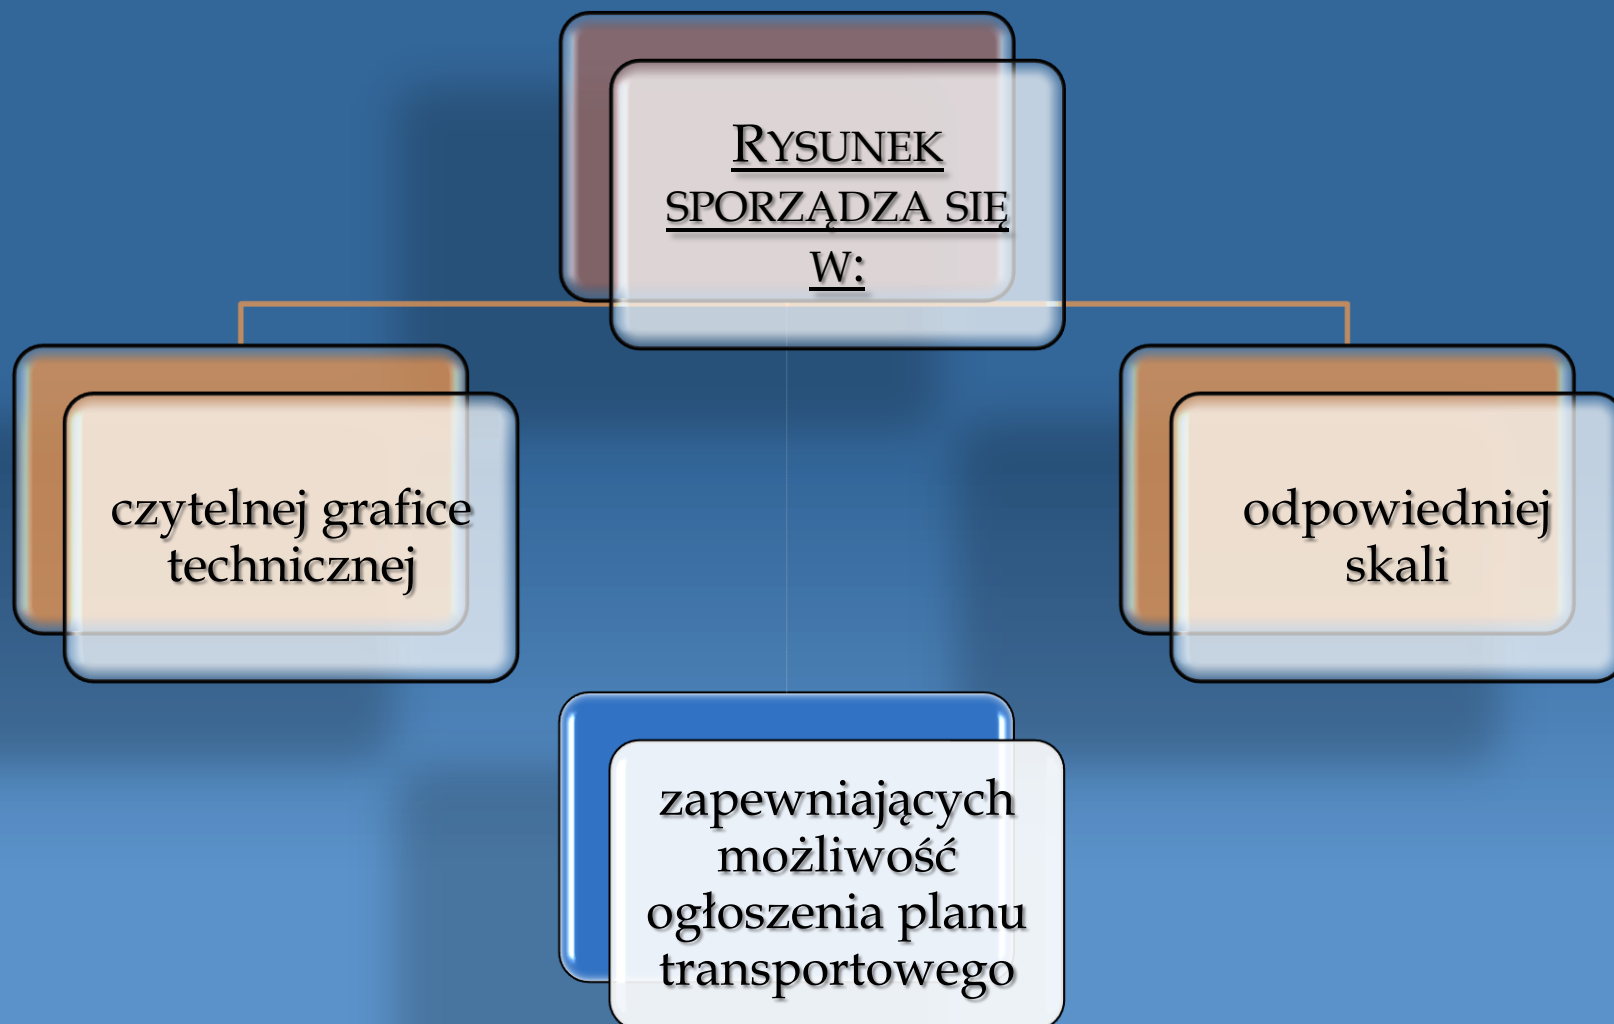 RYSUNEK
SPORZĄDZA SIĘ
W:
czytelnej grafice
technicznej
odpowiedniej
skali
zapewniających
możliwość
ogłoszenia planu
transportowego